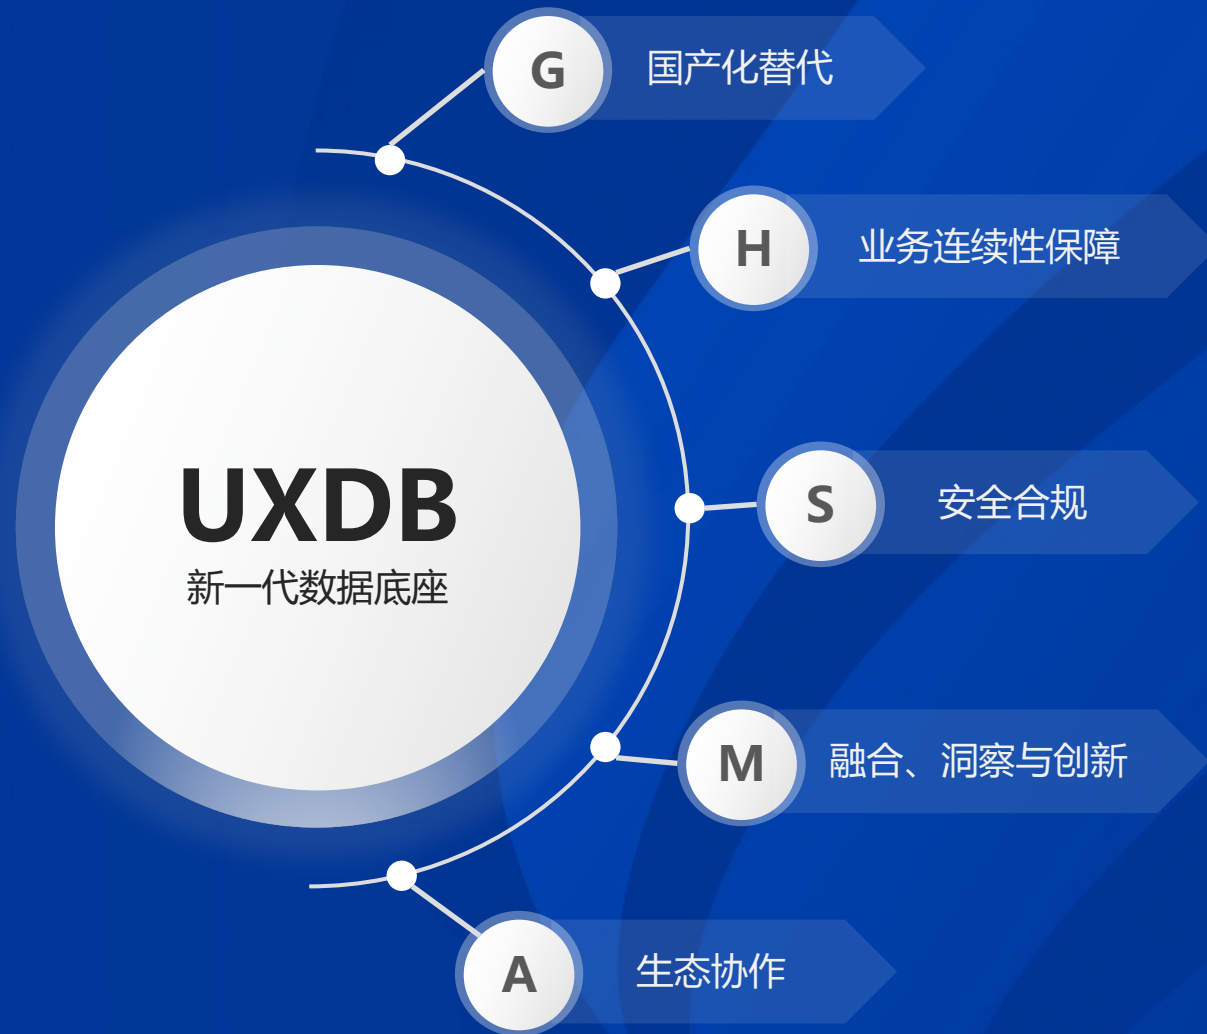 G
国产化替代
H
业务连续性保障
UXDB
新一代数据底座
S
安全合规
M
融合、洞察与创新
A
生态协作